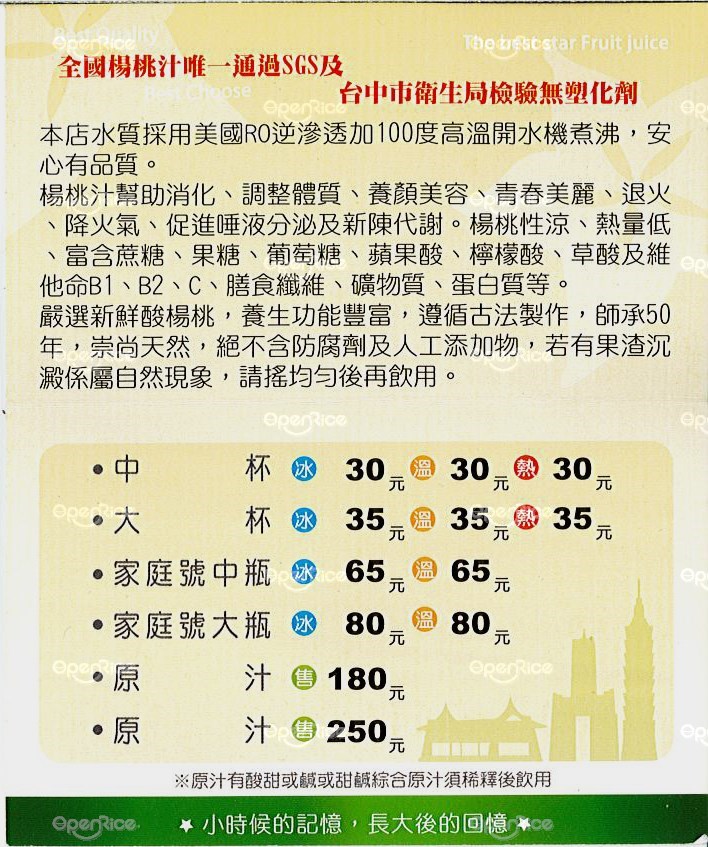 Best Quality
The best star Fruit juice
全國楊桃汁唯一通過SGS及
Best Choose
台中市衛生局檢驗無塑化劑
本店水質採用美國RO逆滲透加100度高溫開水機煮沸，安
心有品質。
楊桃汁幫助消化、調整體質、養顏美容、青春美麗、退火
、降火氣、促進唾液分泌及新陳代謝。楊桃性涼、熱量低
、富含蔗糖、果糖、葡萄糖、蘋果酸、檸檬酸、草酸及維
他命B1、B2、C、膳食纖維、礦物質、蛋白質等。
嚴選新鮮酸楊桃，養生功能豐富，遵循古法製作，師承50
年，崇尚天然，絕不含防腐劑及人工添加物，若有果渣沉
澱係屬自然現象，請搖均勻後再飲用。
•中杯 冰 30元 溫 30元 熱 30元
•大杯 冰 35元 溫 35元 熱 35元
•家庭號中瓶 冰 65元 溫 65元
•家庭號大瓶 冰 80元 溫 80元
•原汁 售 180元
•原汁 售 250元
※原汁有酸甜或鹹或甜鹹綜合原汁須稀釋後飲用
★小時候的記憶，長大後的回憶★
OpenRice